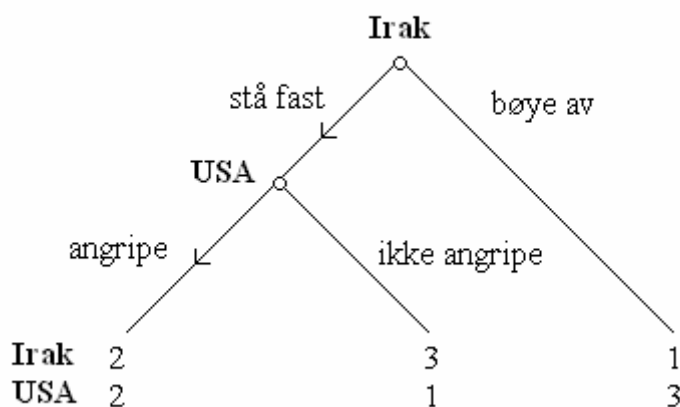 Irak
stå fast
bøye av
USA
angripe
ikke angripe
Irak 2 3 1
USA 2 1 3